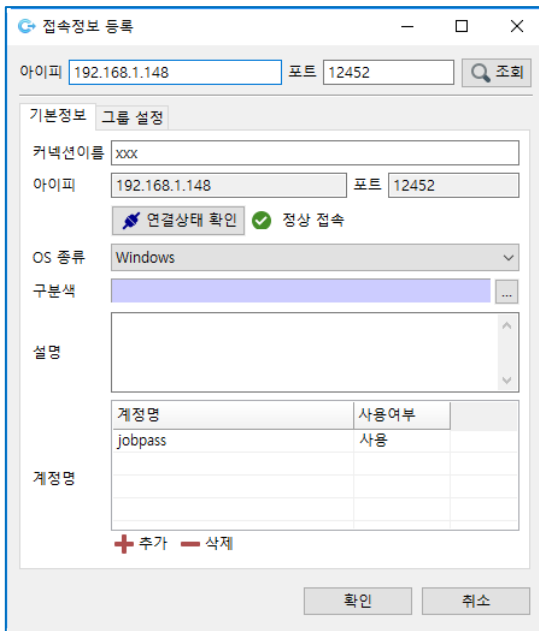 접속정보 등록
아이피 192.168.1.148 포트 12452 조회
기본정보 그룹 설정
커넥션이름 xxx
아이피 192.168.1.148 포트 12452
연결상태 확인 정상 접속
OS 종류 Windows
구분색 ...
설명
계정명 사용여부
jobpass 사용
계정명
추가 삭제
확인 취소